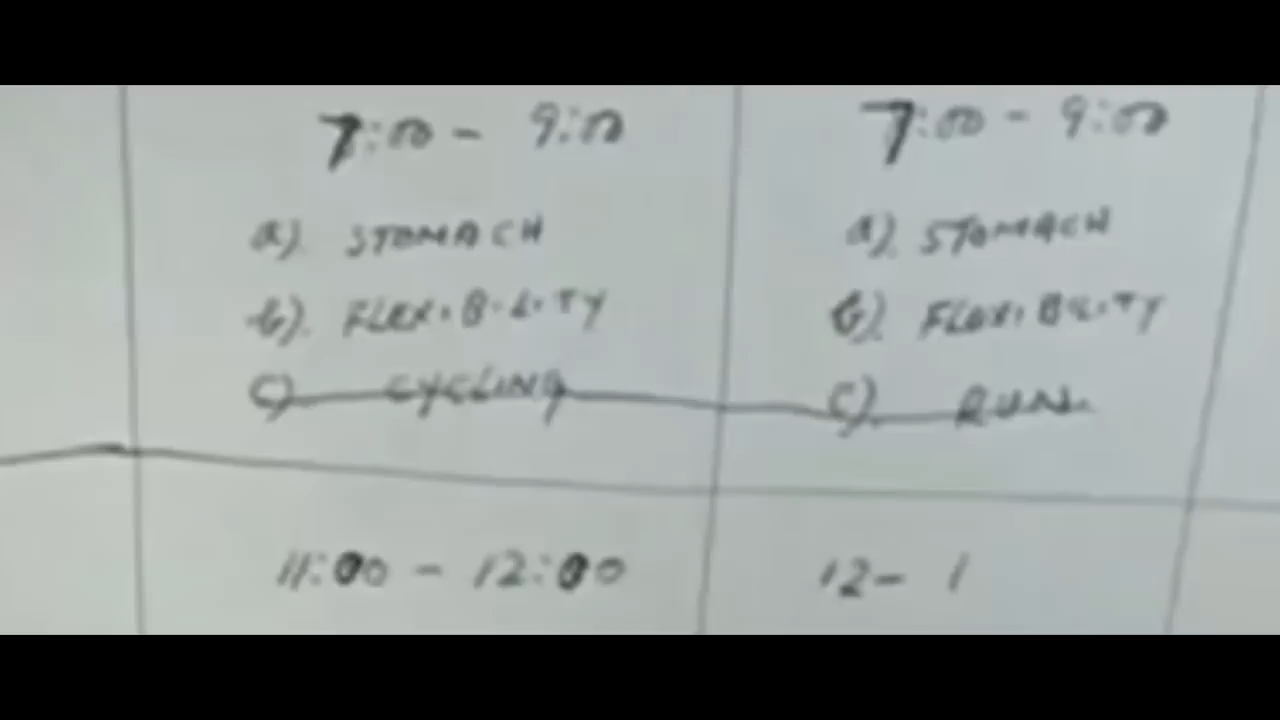 7:00 - 9:00
a). STOMACH
b). FLEXIBILITY
c) CYCLING
11:00 - 12:00
7:00 - 9:00
a). STOMACH
b). FLEXIBILITY
c). RUN.
12 - 1